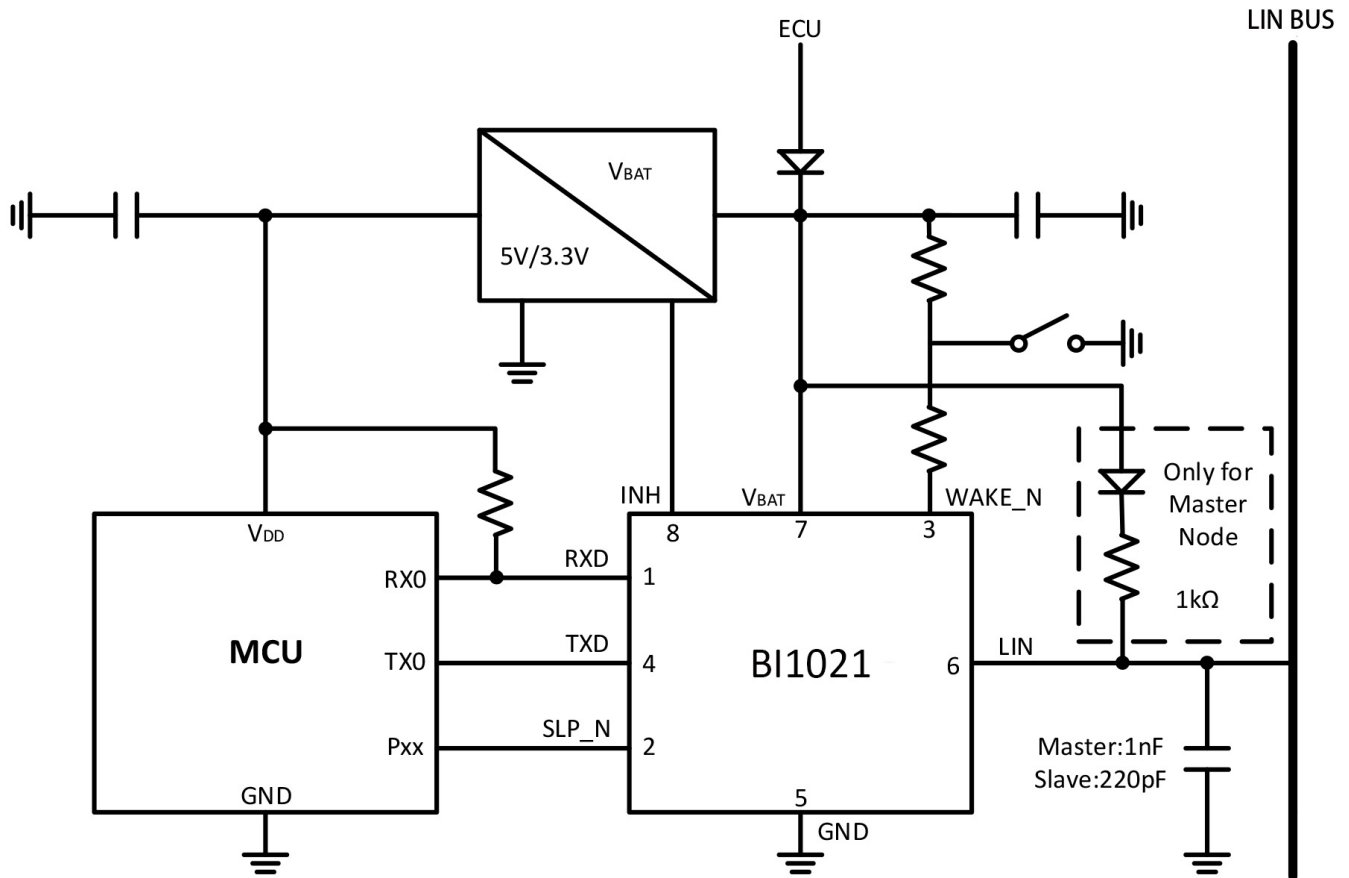 ECU
LIN BUS
VBAT
5V/3.3V
INH
VBAT
WAKE_N
8
7
3
Only for
Master
Node
1kΩ
VDD
RX0
RXD
1
MCU
TX0
TXD
4
BI1021
6
LIN
Pxx
SLP_N
2
Master:1nF
Slave:220pF
GND
5
GND